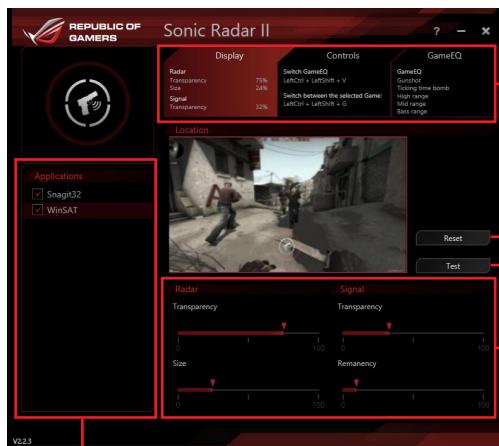 REPUBLIC OF
GAMERS
Sonic Radar II
?
Display
Controls
GameEQ
Radar
Transparency 75%
Size 24%
Signal
Transparency 32%
Switch GameEQ
LeftCtrl + LeftShift + V
Switch between the selected Game:
LeftCtrl + LeftShift + G
GameEQ
Gunshot
Ticking time bomb
High range
Mid range
Bass range
Location
Applications
Snagit32
WinSAT
A
Reset
Test
Radar
Signal
Transparency
0 100
Transparency
0 100
Size
0 100
Remanency
0 100
V2.2.3